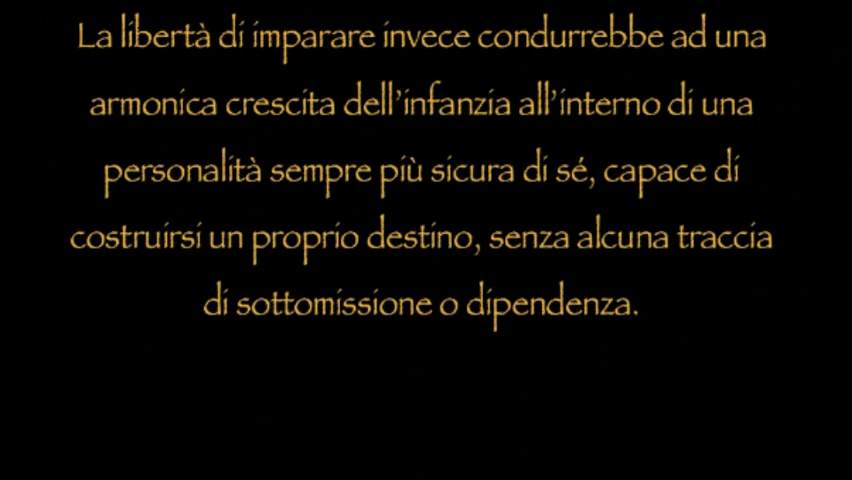 La libertà di imparare invece condurrebbe ad una
armonica crescita dell'infanzia all'interno di una
personalità sempre più sicura di sé, capace di
costruirsi un proprio destino, senza alcuna traccia
di sottomissione o dipendenza.